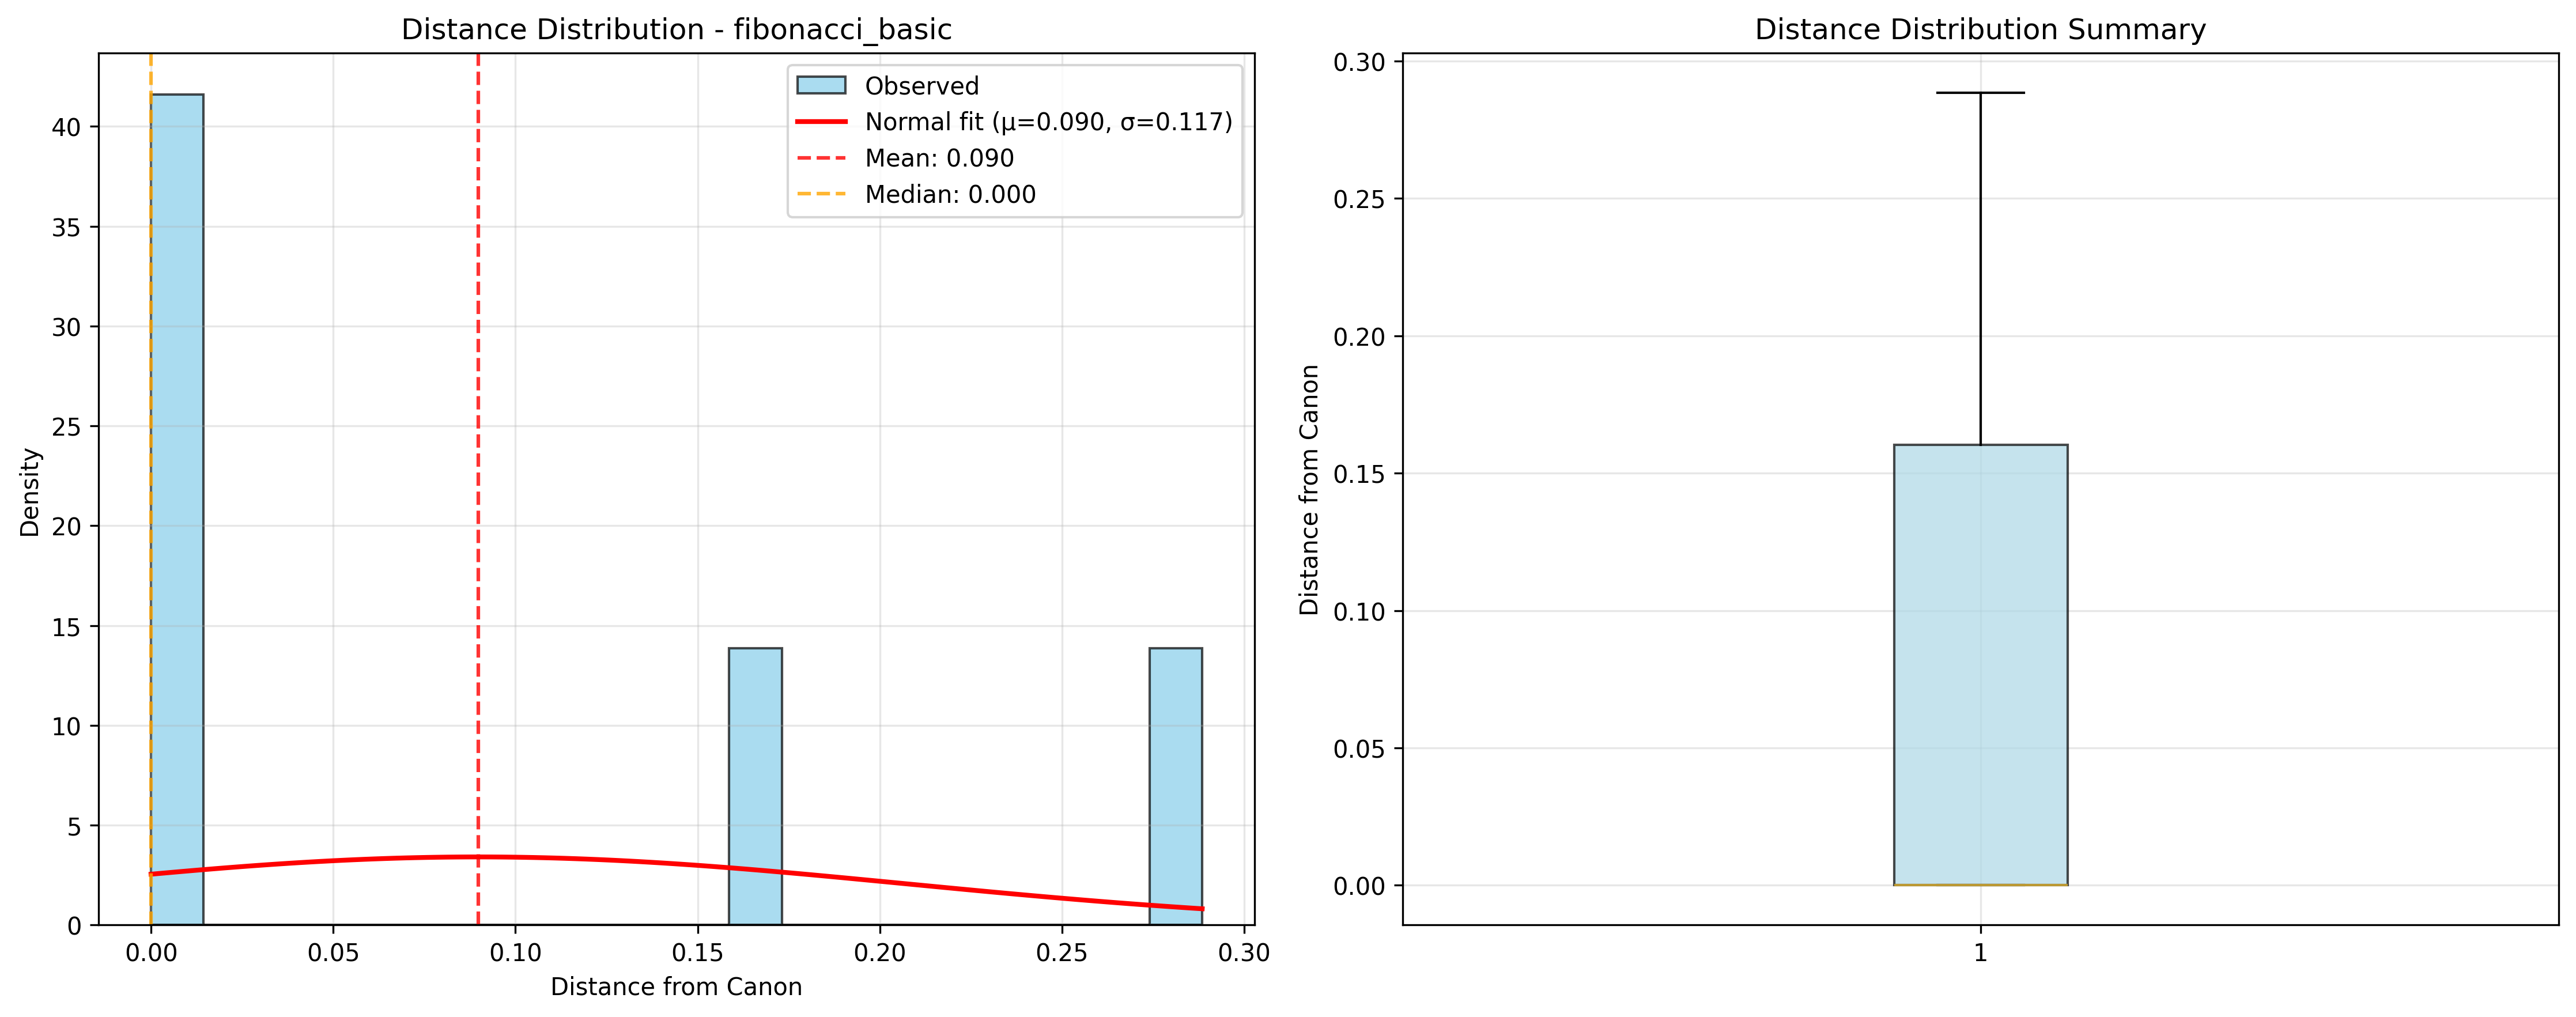 Distance Distribution - fibonacci_basic
Density
40
35
30
25
20
15
10
5
0
Observed
Normal fit (μ=0.090, σ=0.117)
Mean: 0.090
Median: 0.000
0.00 0.05 0.10 0.15 0.20 0.25 0.30
Distance from Canon
Distance Distribution Summary
Distance from Canon
0.30
0.25
0.20
0.15
0.10
0.05
0.00
1